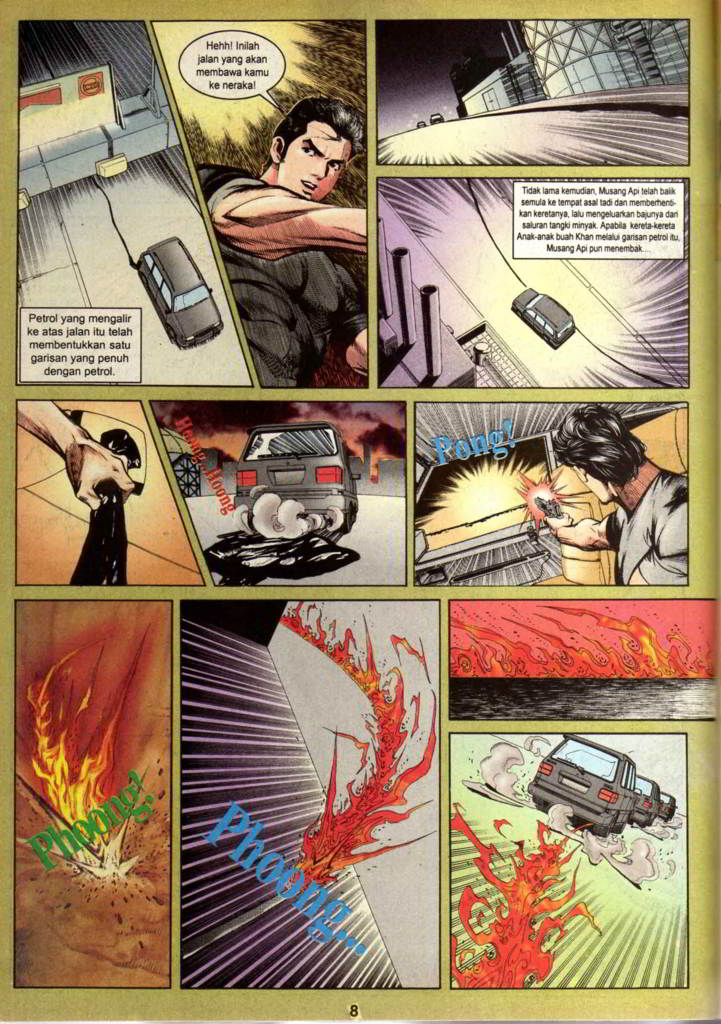 Hehh! Inilah
jalan yang akan
membawa kamu
ke neraka!
Petrol yang mengalir
ke atas jalan itu telah
membentukkan satu
garisan yang penuh
dengan petrol.
Tidak lama kemudian, Musang Api telah balik
semula ke tempat asal tadi dan memberhenti-
kan keretanya, lalu mengeluarkan bajunya dari
saluran tangki minyak. Apabila kereta-kereta
Anak-anak buah Khan melalui garisan petrol itu,
Musang Api pun menembak....
Hoong...Hoong
Pong!
Phoong!
Phoong...
8